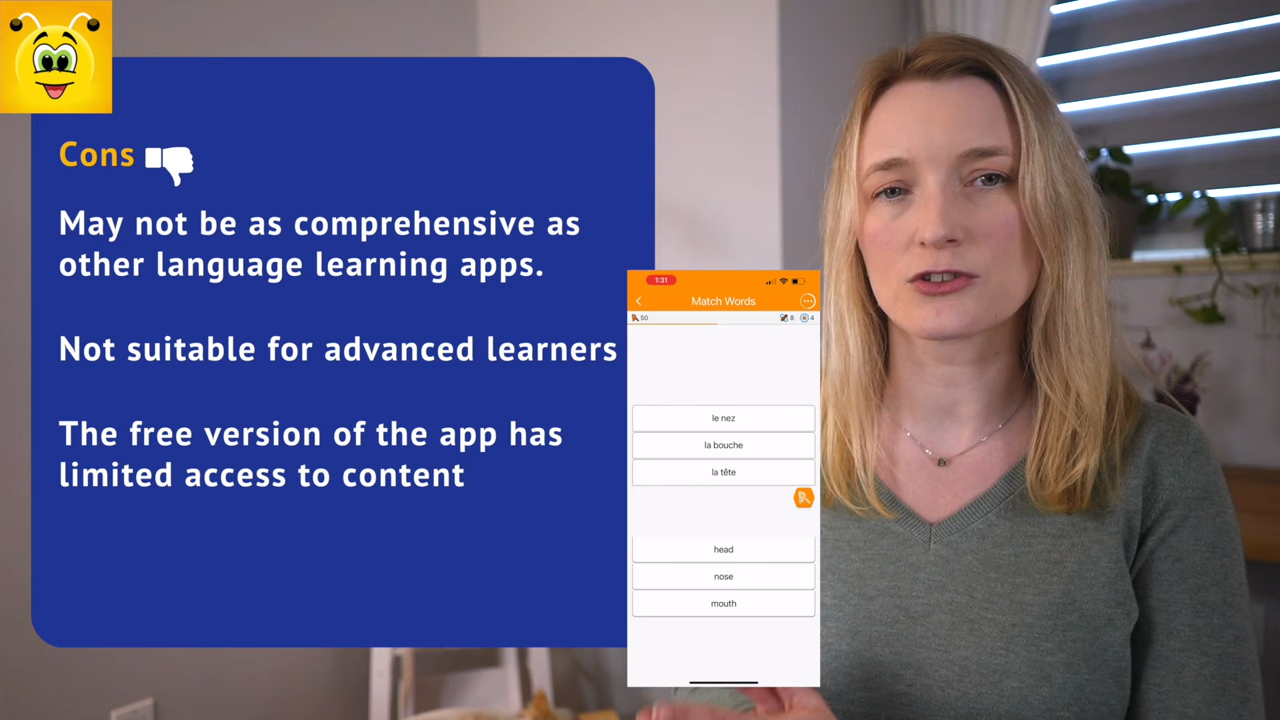 Cons
May not be as comprehensive as
other language learning apps.
Not suitable for advanced learners
The free version of the app has
limited access to content
1:31
Match Words
50
8
4
le nez
la bouche
la tête
head
nose
mouth